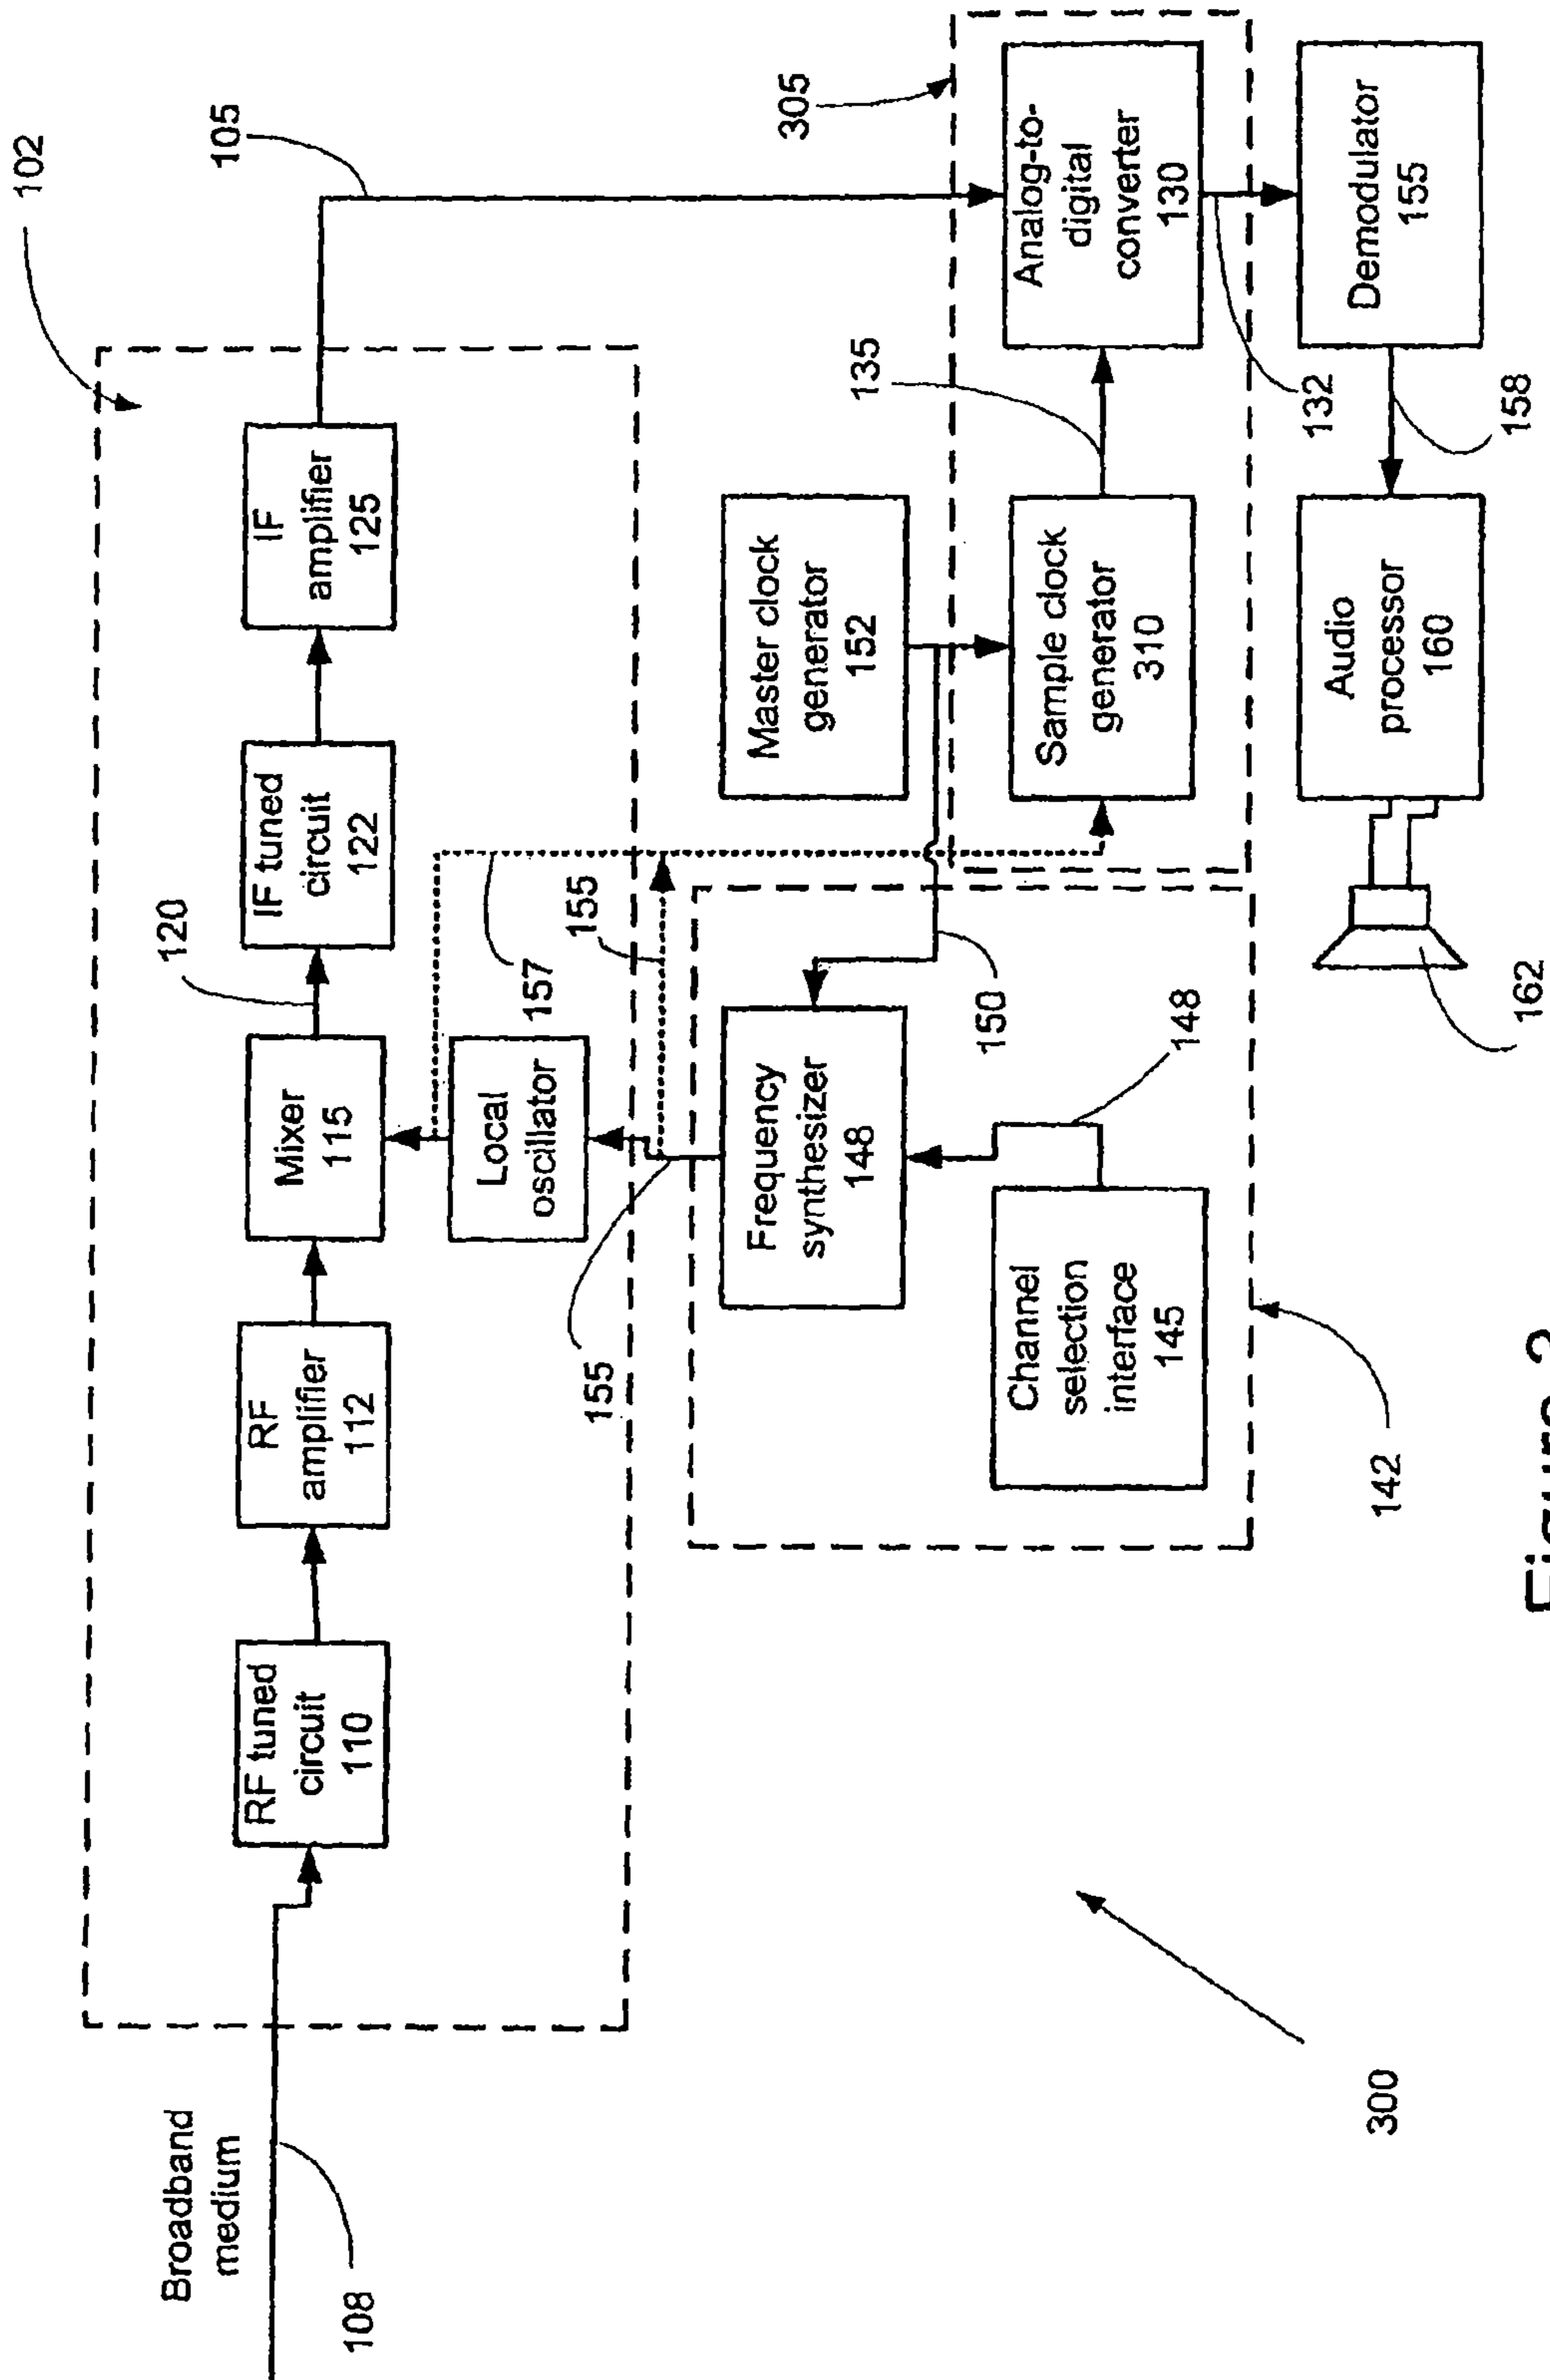 102
105
Broadband
medium
108
RF tuned
circuit
110
RF
amplifier
112
Mixer
115
120
IF tuned
circuit
122
IF
amplifier
125
Local
oscillator
157
155
155
305
Master clock
generator
152
135
Analog-to-
digital
converter
130
Frequency
synthesizer
148
150
Sample clock
generator
310
132
Channel
selection
interface
145
148
142
Demodulator
155
158
Audio
processor
160
162
300